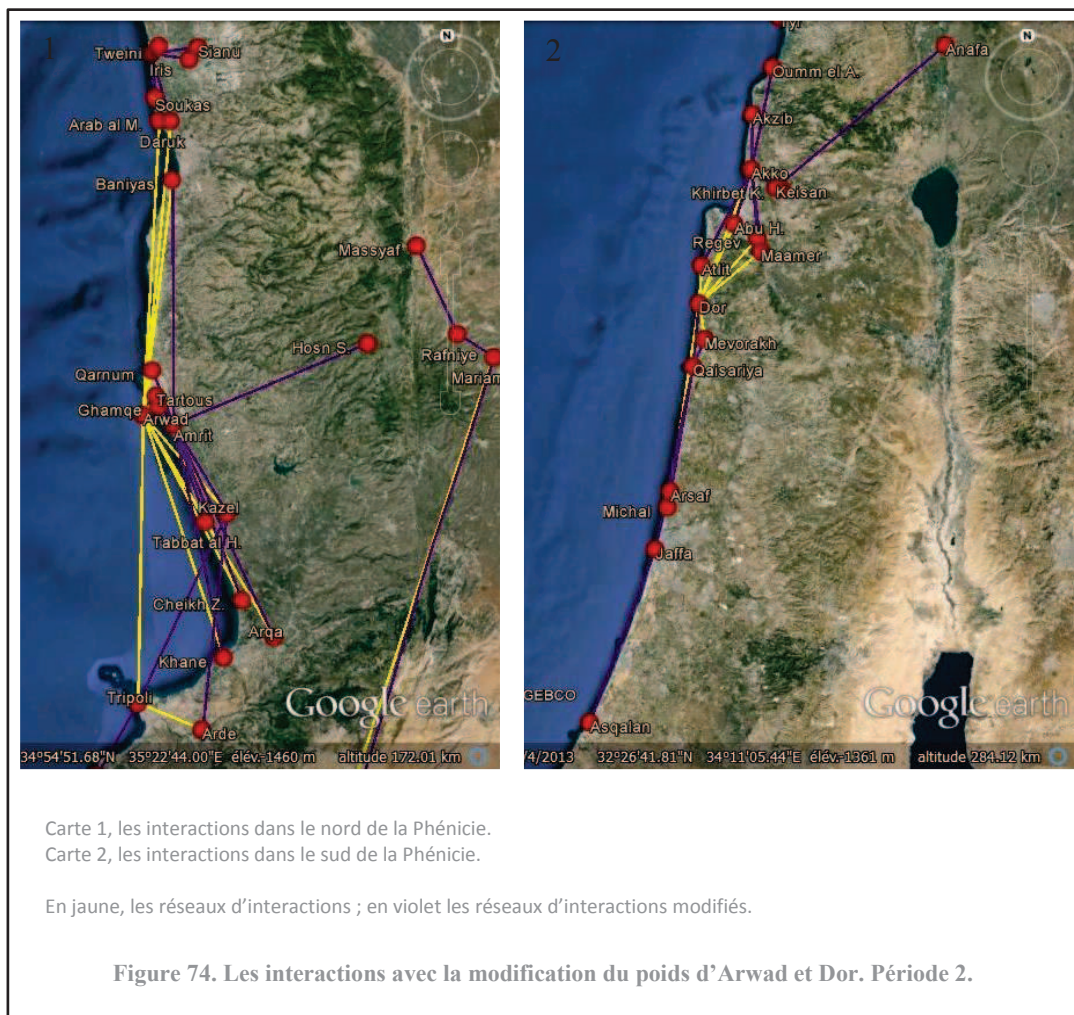 1
N
Tweini
Sianu
Iris
Soukas
Arab al M.
Daruk
Baniyas
Massyaf
Hosn S.
Rafniye
Mariam
Qarnum
Tartous
Ghamqe
Arwad
Amrit
Kazel
Tabbat al H.
Cheikh Z.
Arqa
Khane
Tripoli
Arde
Google earth
34°54'51.68"N 35°22'44.00"E élév.-1460 m altitude 172.01 km
2
N
Tyr
Anafa
Oumm el A.
Akzib
Akko
Khirbet K.
Keisan
Abu H.
Regev
Maamer
Atlit
Dor
Mevorakh
Qaisariya
Arsaf
Michal
Jaffa
GEBCO
Asqalan
Google earth
/4/2013 32°26'41.81"N 34°11'05.44"E élév.-1361 m altitude 284.12 km
Carte 1, les interactions dans le nord de la Phénicie.
Carte 2, les interactions dans le sud de la Phénicie.
En jaune, les réseaux d’interactions ; en violet les réseaux d’interactions modifiés.
Figure 74. Les interactions avec la modification du poids d’Arwad et Dor. Période 2.